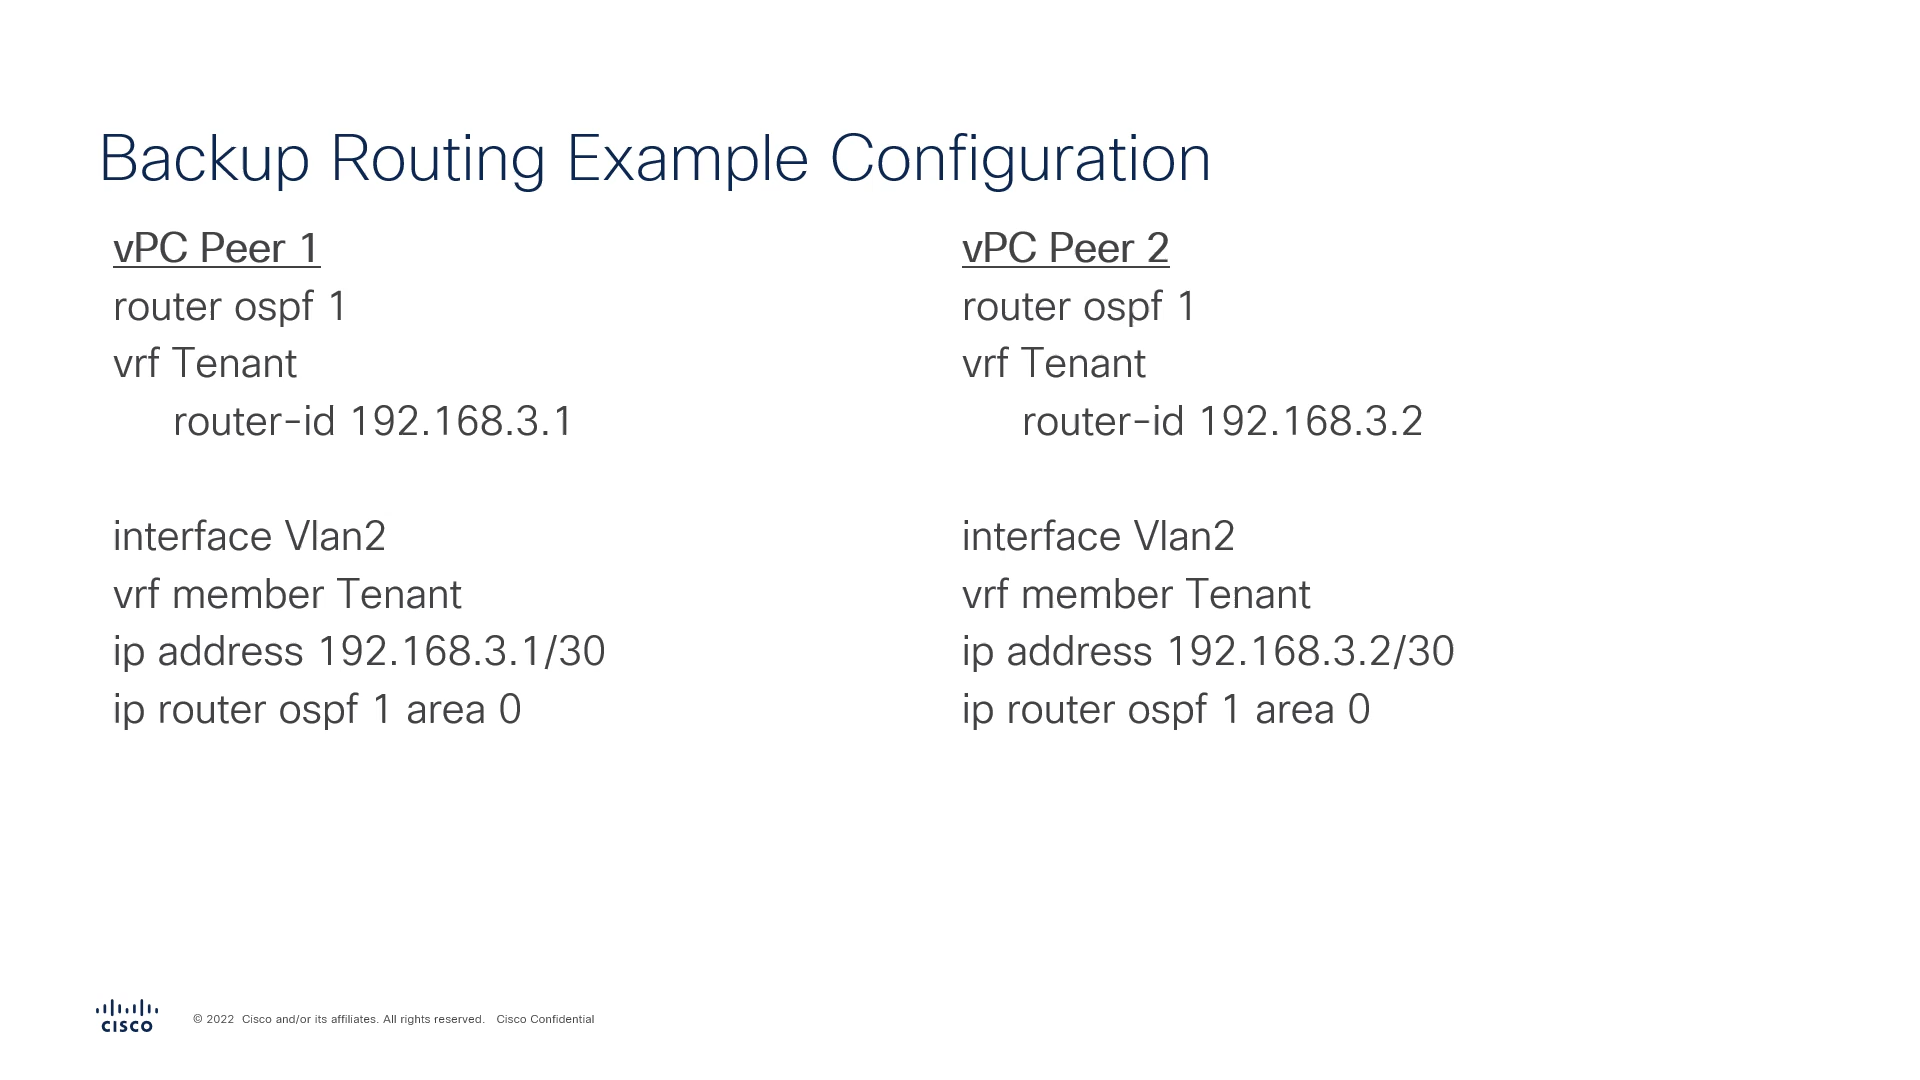 Backup Routing Example Configuration
vPC Peer 1
router ospf 1
vrf Tenant
router-id 192.168.3.1
interface Vlan2
vrf member Tenant
ip address 192.168.3.1/30
ip router ospf 1 area 0
vPC Peer 2
router ospf 1
vrf Tenant
router-id 192.168.3.2
interface Vlan2
vrf member Tenant
ip address 192.168.3.2/30
ip router ospf 1 area 0
CISCO
© 2022 Cisco and/or its affiliates. All rights reserved. Cisco Confidential